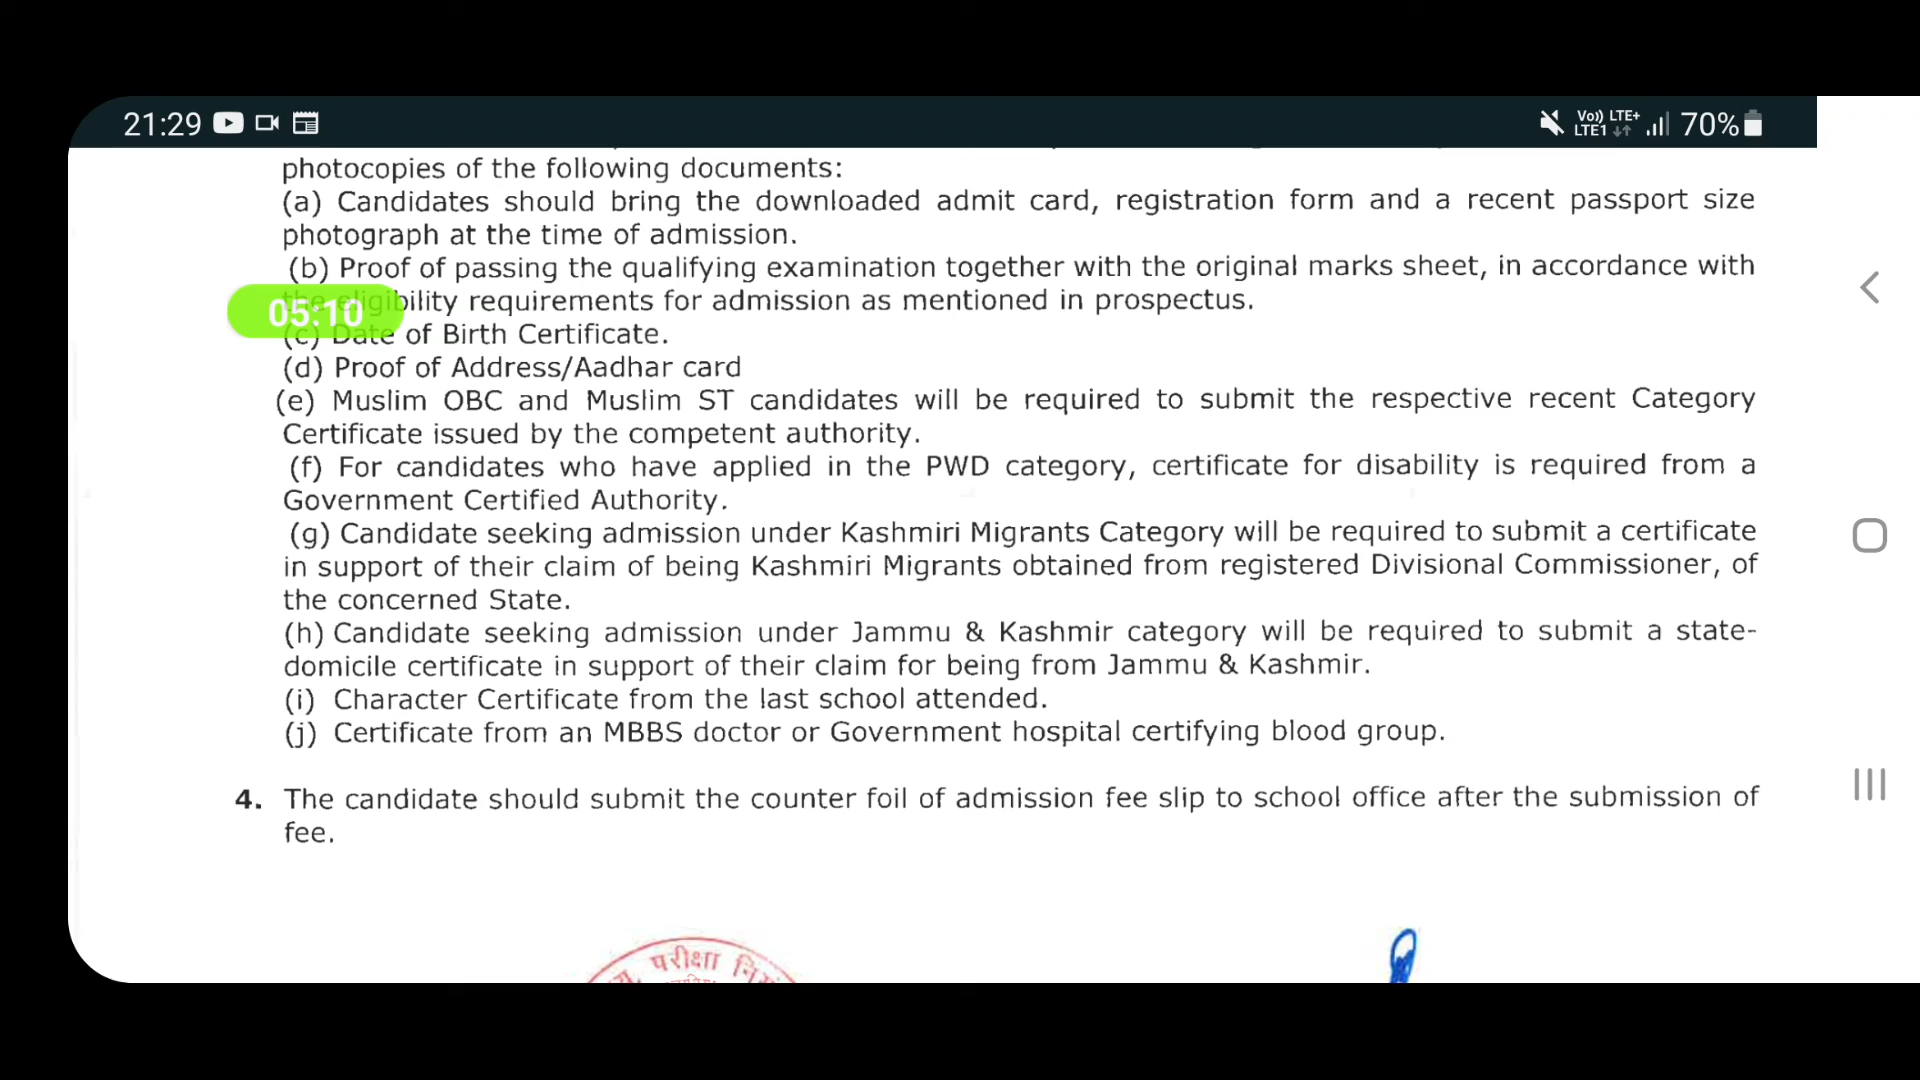 21:29
Vo) LTE+
LTE1
70%
photocopies of the following documents:
(a) Candidates should bring the downloaded admit card, registration form and a recent passport size
photograph at the time of admission.
(b) Proof of passing the qualifying examination together with the original marks sheet, in accordance with
the eligibility requirements for admission as mentioned in prospectus.
05:10
(c) Date of Birth Certificate.
(d) Proof of Address/Aadhar card
(e) Muslim OBC and Muslim ST candidates will be required to submit the respective recent Category
Certificate issued by the competent authority.
(f) For candidates who have applied in the PWD category, certificate for disability is required from a
Government Certified Authority.
(g) Candidate seeking admission under Kashmiri Migrants Category will be required to submit a certificate
in support of their claim of being Kashmiri Migrants obtained from registered Divisional Commissioner, of
the concerned State.
(h) Candidate seeking admission under Jammu & Kashmir category will be required to submit a state-
domicile certificate in support of their claim for being from Jammu & Kashmir.
(i) Character Certificate from the last school attended.
(j) Certificate from an MBBS doctor or Government hospital certifying blood group.
4. The candidate should submit the counter foil of admission fee slip to school office after the submission of
fee.
परीक्षा